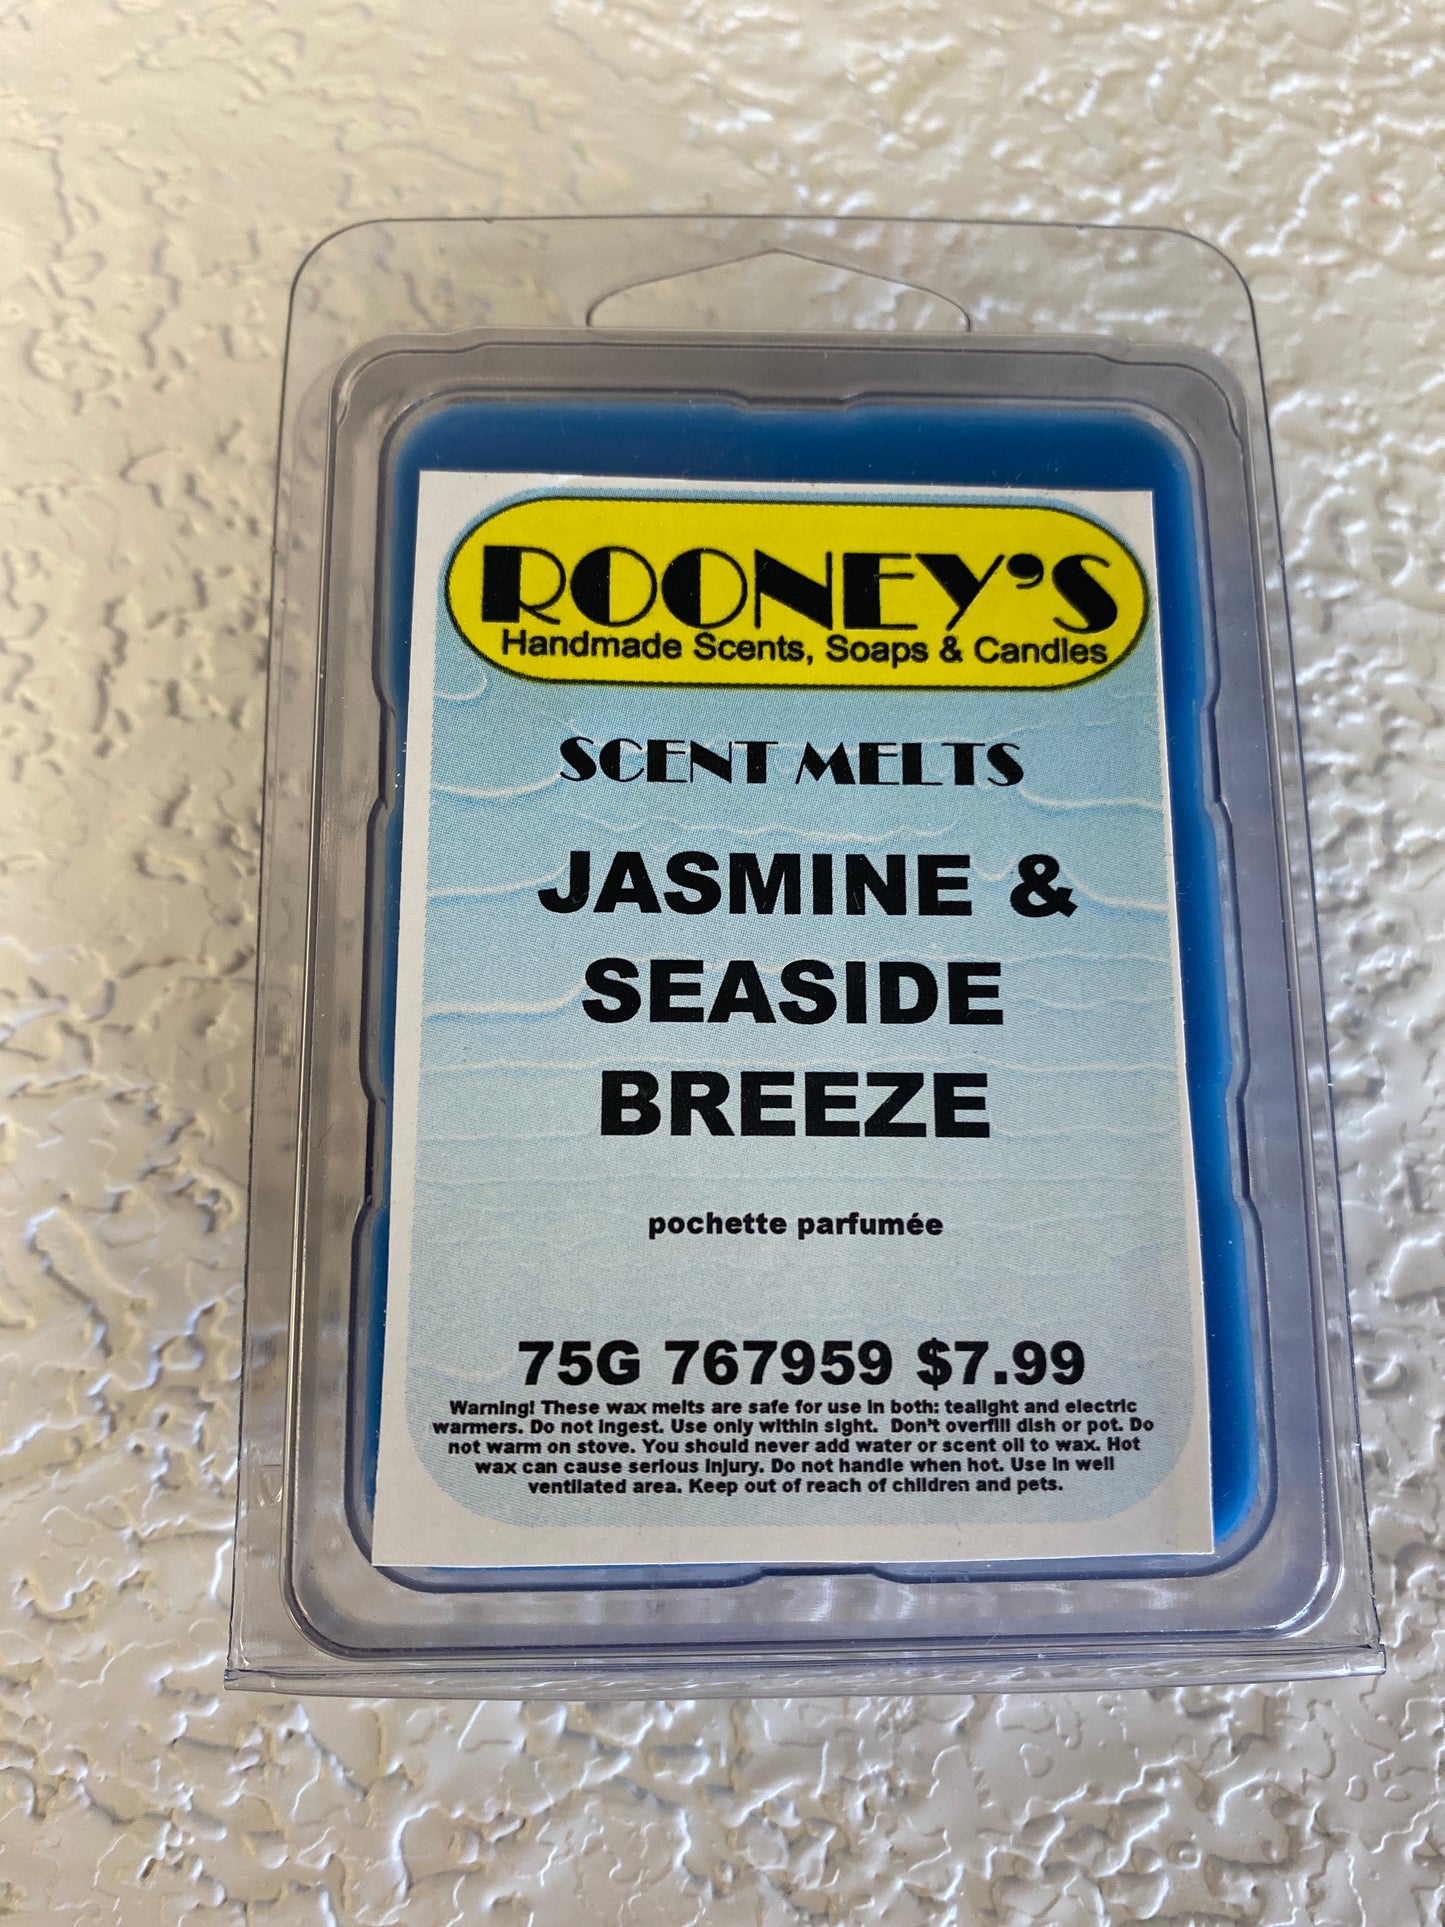 ROONEY'S
Handmade Scents, Soaps & Candles
SCENT MELTS
JASMINE &
SEASIDE
BREEZE
pochette parfumée
75G 767959 $7.99
Warning! These wax melts are safe for use in both: tealight and electric
warmers. Do not ingest. Use only within sight. Don't overfill dish or pot. Do
not warm on stove. You should never add water or scent oil to wax. Hot
wax can cause serious injury. Do not handle when hot. Use in well
ventilated area. Keep out of reach of children and pets.